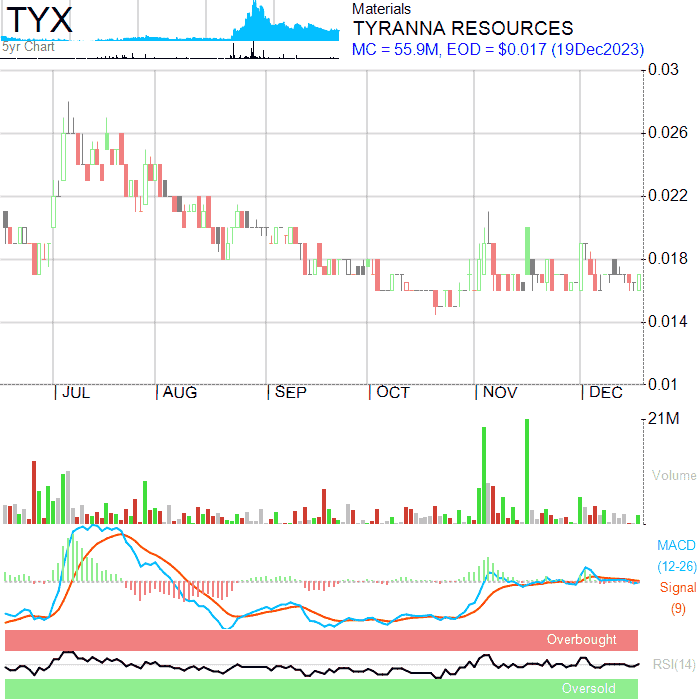 TYX
5yr Chart
Materials
TYRANNA RESOURCES
MC = 55.9M, EOD = $0.017 (19Dec2023)
0.03
0.026
0.022
0.018
0.014
0.01
JUL AUG SEP OCT NOV DEC
21M
Volume
MACD
(12-26)
Signal
(9)
Overbought
RSI(14)
Oversold